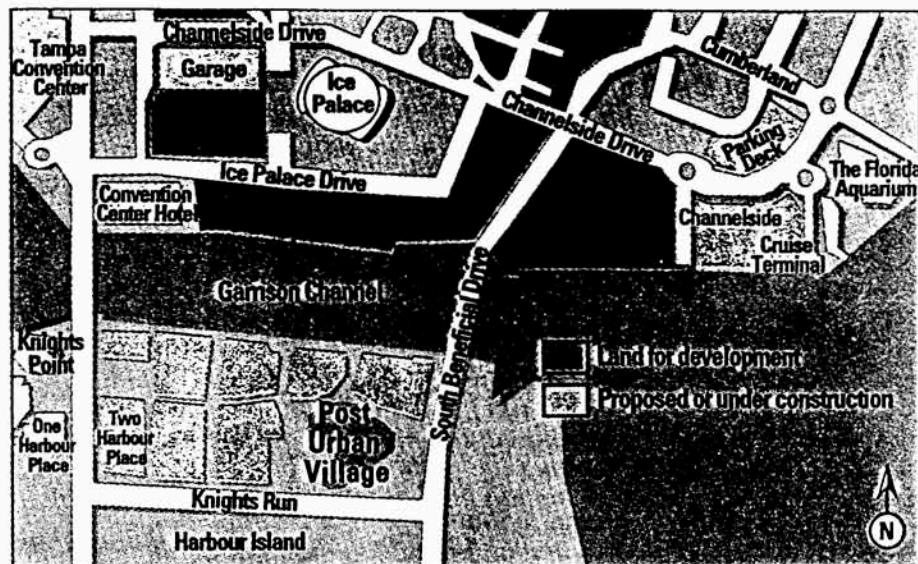 Channelside Drive
Tampa
Convention
Center
Garage
Ice
Palace
Cumberland
Channelside Drive
Parking
Deck
Ice Palace Drive
The Florida
Aquarium
Convention
Center Hotel
Channelside
Cruise
Terminal
South Beneficial Drive
Garrison Channel
Knights
Point
Land for development
Proposed or under construction
One
Harbour
Place
Two
Harbour
Place
Post
Urban
Village
Knights Run
Harbour Island
N